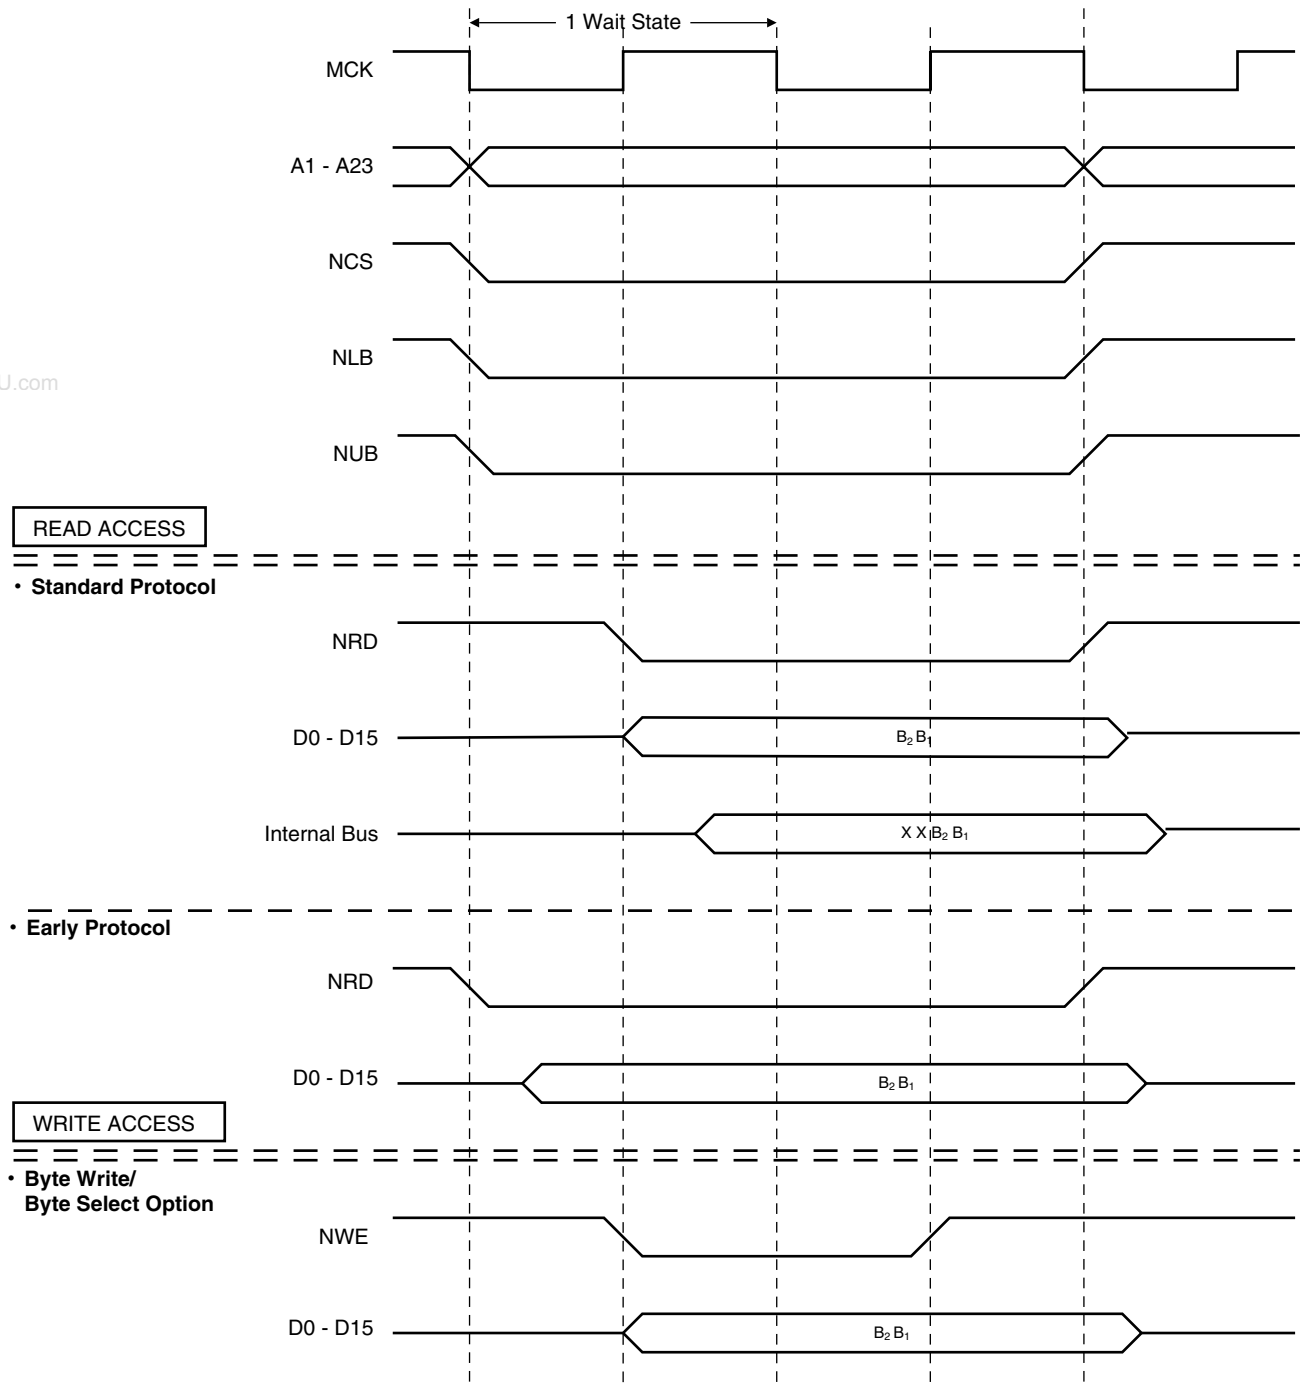 1 Wait State
MCK
A1 - A23
NCS
NLB
U.com
NUB
READ ACCESS
• Standard Protocol
NRD
D0 - D15
B₂ B₁
Internal Bus
X X B₂ B₁
• Early Protocol
NRD
D0 - D15
B₂ B₁
WRITE ACCESS
• Byte Write/
Byte Select Option
NWE
D0 - D15
B₂ B₁